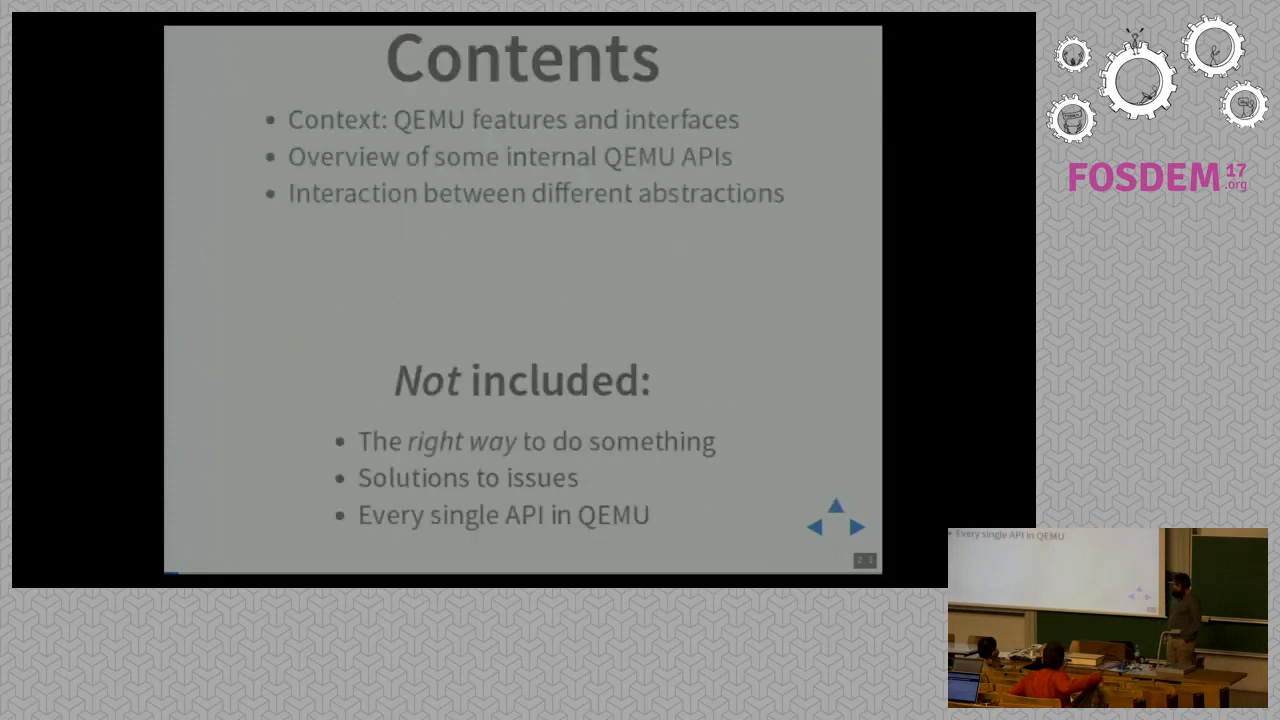 Contents
• Context: QEMU features and interfaces
• Overview of some internal QEMU APIs
• Interaction between different abstractions
Not included:
• The right way to do something
• Solutions to issues
• Every single API in QEMU
FOSDEM 17 .org
• Every single API in QEMU